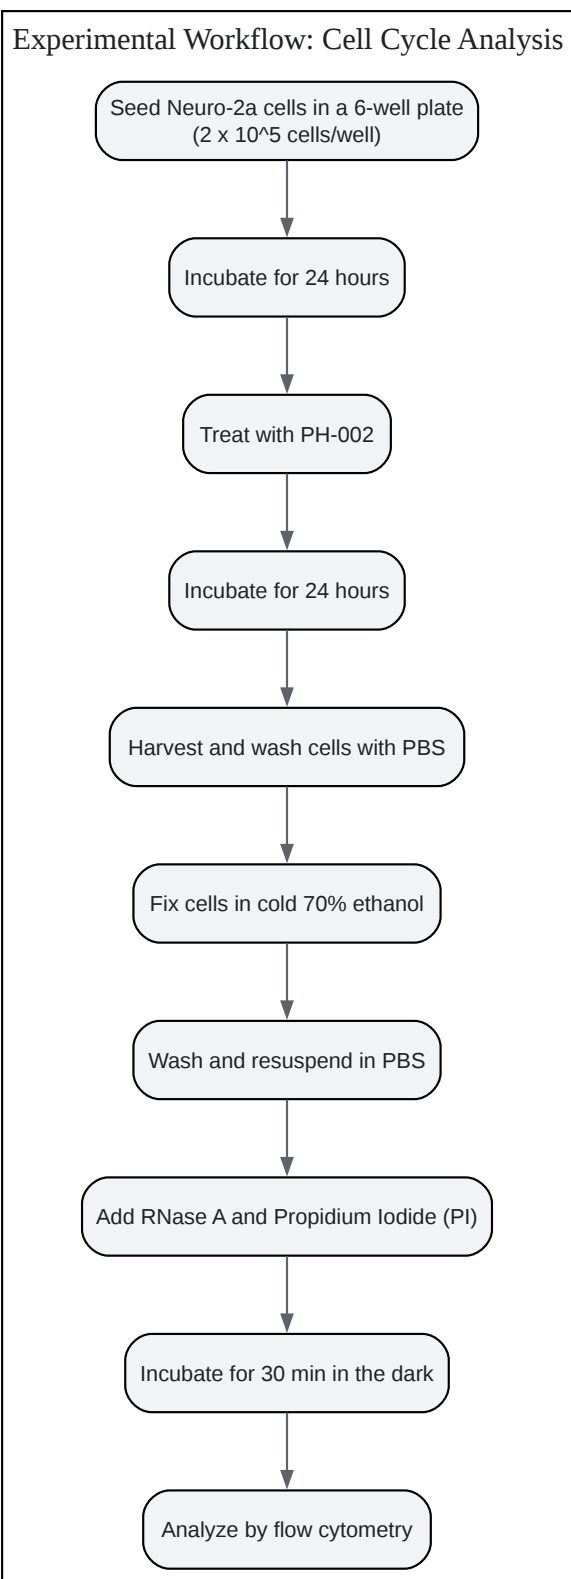 Experimental Workflow: Cell Cycle Analysis
Seed Neuro-2a cells in a 6-well plate
(2 x 10^5 cells/well)
Incubate for 24 hours
Treat with PH-002
Incubate for 24 hours
Harvest and wash cells with PBS
Fix cells in cold 70% ethanol
Wash and resuspend in PBS
Add RNase A and Propidium Iodide (PI)
Incubate for 30 min in the dark
Analyze by flow cytometry